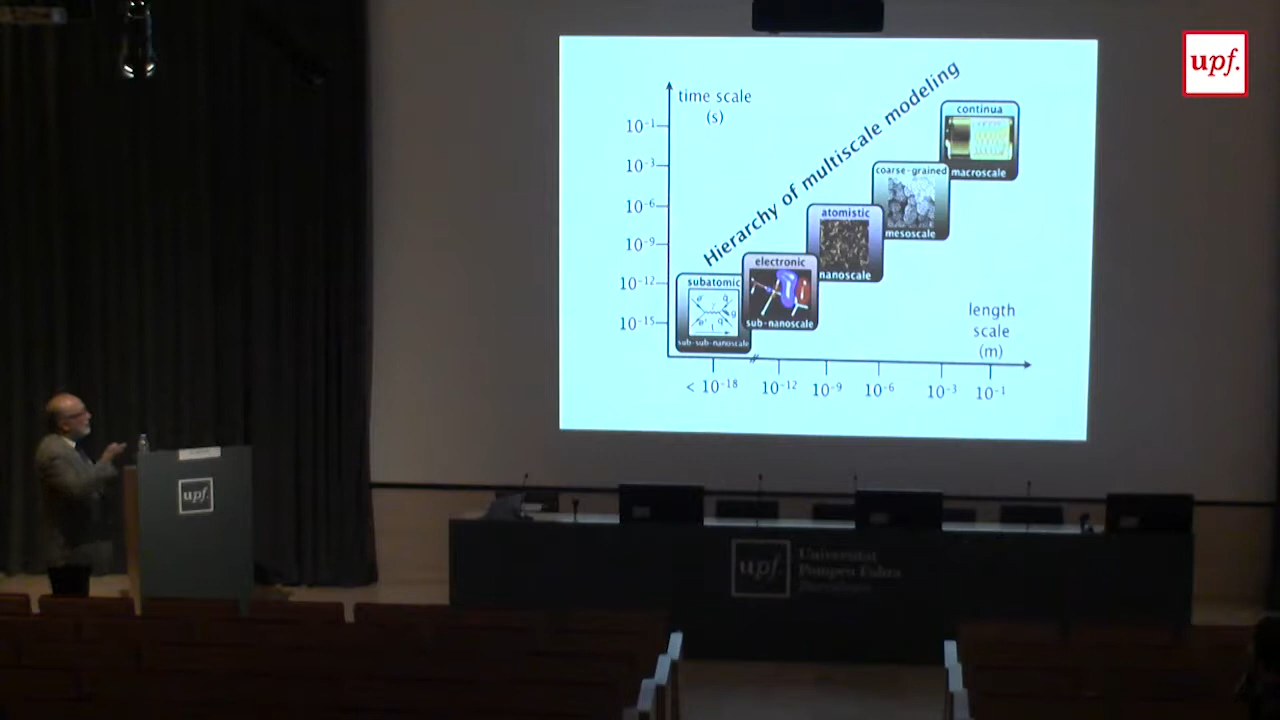 upf.
time scale
(s)
Hierarchy of multiscale modeling
10⁻¹
10⁻³
10⁻⁶
10⁻⁹
10⁻¹²
10⁻¹⁵
continua
macroscale
coarse-grained
mesoscale
atomistic
nanoscale
electronic
sub-nanoscale
subatomic
sub-sub-nanoscale
length
scale
(m)
< 10⁻¹⁸
10⁻¹²
10⁻⁹
10⁻⁶
10⁻³
10⁻¹
upf.
upf.
Universitat
Pompeu Fabra
Barcelona